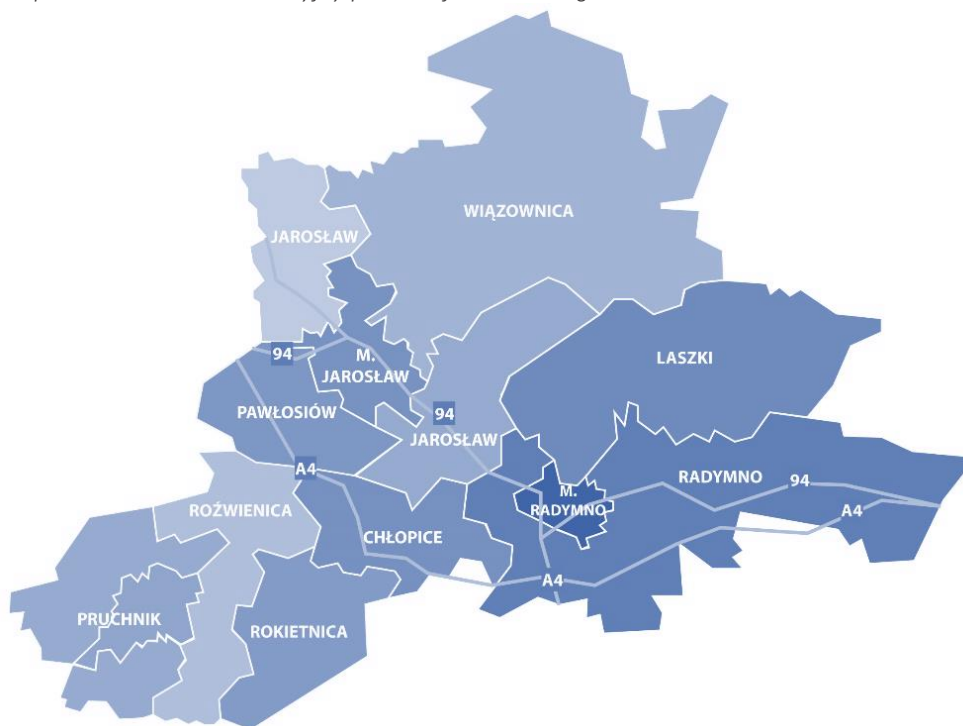 WIĄZOWNICA
JAROSŁAW
94
M.
JAROSŁAW
LASZKI
PAWŁOSIÓW
94
JAROSŁAW
A4
RADYMNO
94
M.
RADYMNO
ROŹWIENICA
A4
CHŁOPICE
A4
PRUCHNIK
ROKIETNICA